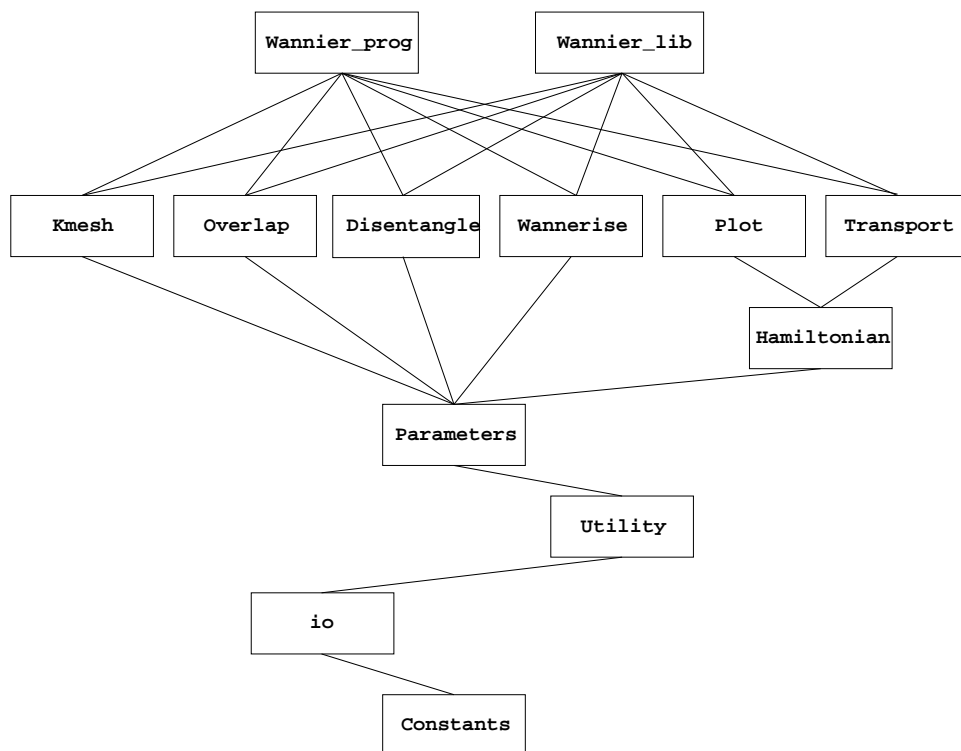 Wannier_prog
Wannier_lib
Kmesh
Overlap
Disentangle
Wannerise
Plot
Transport
Hamiltonian
Parameters
Utility
io
Constants